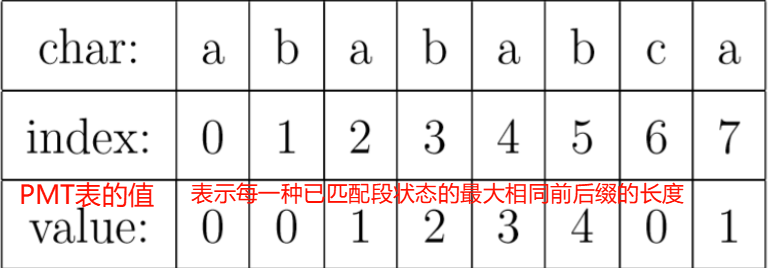 char: a b a b a b c a
index: 0 1 2 3 4 5 6 7
PMT表的值 表示每一种已匹配段状态的最大相同前后缀的长度
value: 0 0 1 2 3 4 0 1